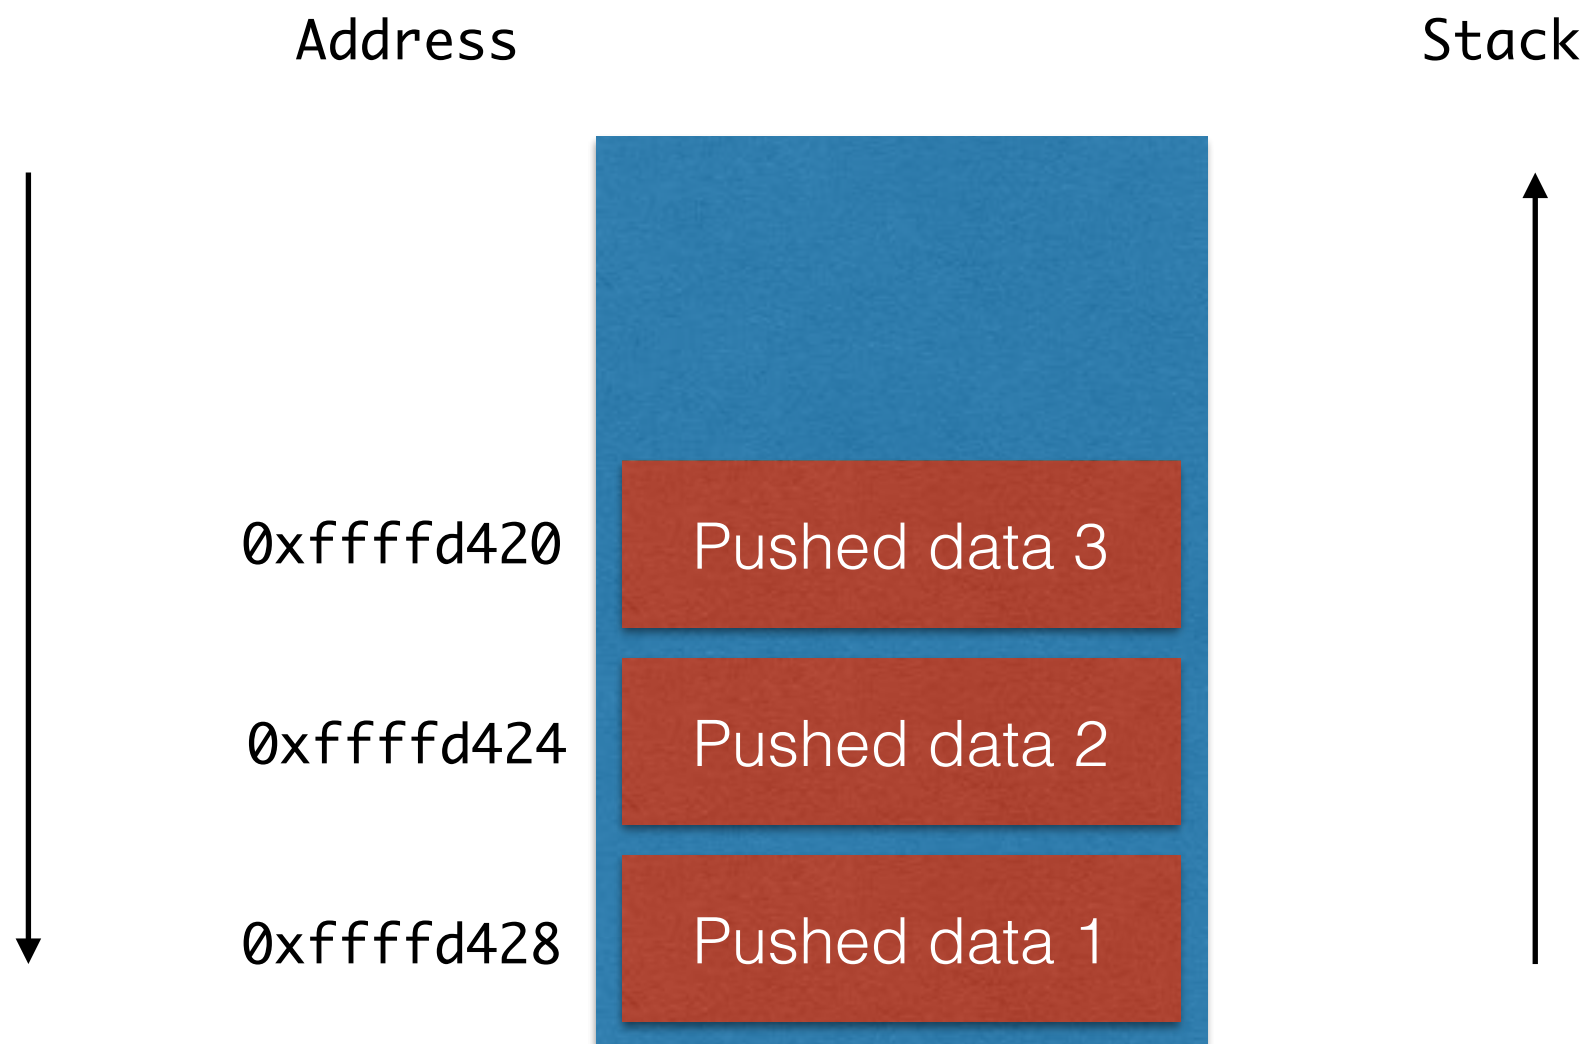 Address
Stack
0xffffd420
Pushed data 3
0xffffd424
Pushed data 2
0xffffd428
Pushed data 1